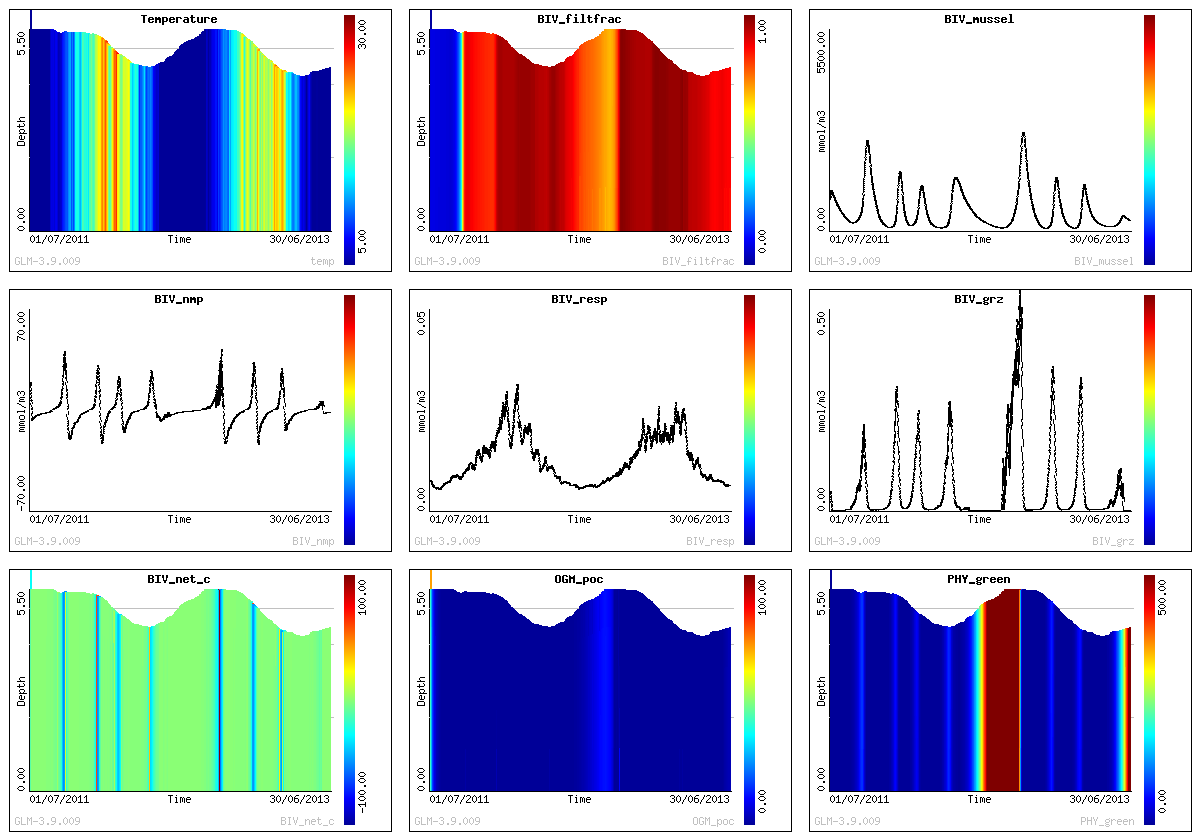 Temperature
30.00
5.50
Depth
0.00
5.00
01/07/2011 Time 30/06/2013
GLM-3.9.009 temp
BIV_filtfrac
1.00
5.50
Depth
0.00
0.00
01/07/2011 Time 30/06/2013
GLM-3.9.009 BIV_filtfrac
BIV_mussel
5500.00
mmol/m3
0.00
01/07/2011 Time 30/06/2013
GLM-3.9.009 BIV_mussel
BIV_nmp
70.00
mmol/m3
-70.00
01/07/2011 Time 30/06/2013
GLM-3.9.009 BIV_nmp
BIV_resp
0.05
mmol/m3
0.00
01/07/2011 Time 30/06/2013
GLM-3.9.009 BIV_resp
BIV_grz
0.50
mmol/m3
0.00
01/07/2011 Time 30/06/2013
GLM-3.9.009 BIV_grz
BIV_net_c
100.00
5.50
Depth
0.00
-100.00
01/07/2011 Time 30/06/2013
GLM-3.9.009 BIV_net_c
OGM_poc
100.00
5.50
Depth
0.00
0.00
01/07/2011 Time 30/06/2013
GLM-3.9.009 OGM_poc
PHY_green
500.00
5.50
Depth
0.00
0.00
01/07/2011 Time 30/06/2013
GLM-3.9.009 PHY_green